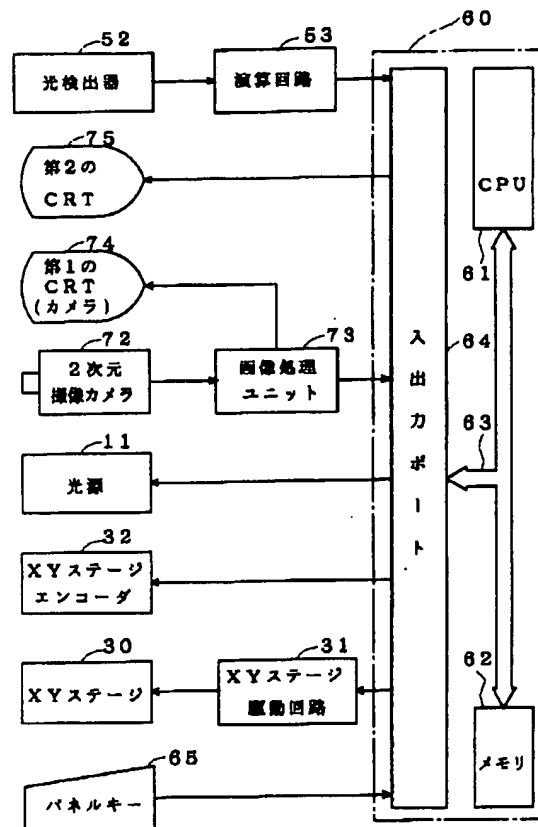 52
光検出器
53
演算回路
60
75
第2の
CRT
74
第1の
CRT
(カメラ)
72
2次元
撮像カメラ
73
画像処理
ユニット
11
光源
32
XYステージ
エンコーダ
30
XYステージ
31
XYステージ
駆動回路
65
パネルキー
入出力ポート
64
CPU
61
63
62
メモリ